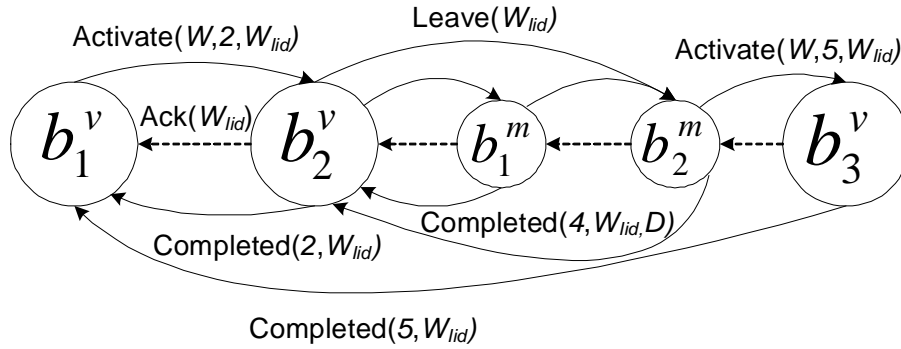 Leave(W_lid)
Activate(W,2,W_lid)
Activate(W,5,W_lid)
Ack(W_lid)
b_1^v
b_2^v
b_1^m
b_2^m
b_3^v
Completed(4,W_lid,D)
Completed(2,W_lid)
Completed(5,W_lid)